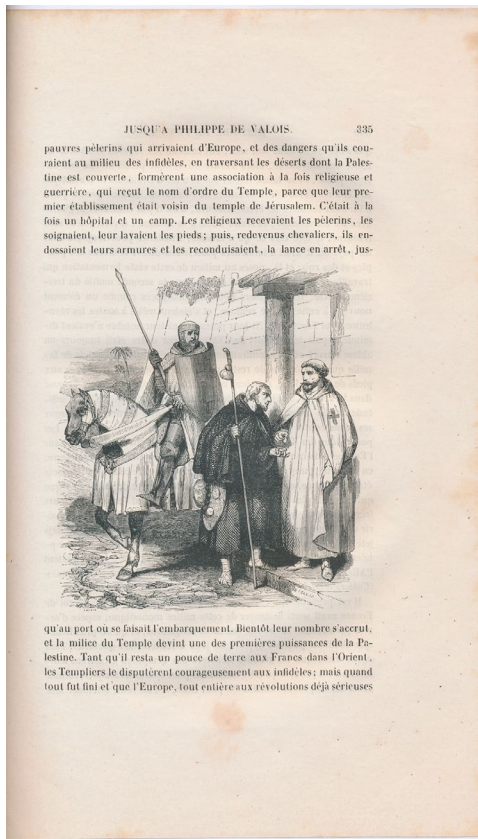 JUSQU'A PHILIPPE DE VALOIS. 335
pauvres pèlerins qui arrivaient d'Europe, et des dangers qu'ils cou-
raient au milieu des infidèles, en traversant les déserts dont la Pales-
tine est couverte, formèrent une association à la fois religieuse et
guerrière, qui reçut le nom d'ordre du Temple, parce que leur pre-
mier établissement était voisin du temple de Jérusalem. C'était à la
fois un hôpital et un camp. Les religieux recevaient les pèlerins, les
soignaient, leur lavaient les pieds; puis, redevenus chevaliers, ils en-
dossaient leurs armures et les reconduisaient, la lance en arrêt, jus-
qu'au port où se faisait l'embarquement. Bientôt leur nombre s'accrut,
et la milice du Temple devint une des premières puissances de la Pa-
lestine. Tant qu'il resta un pouce de terre aux Francs dans l'Orient,
les Templiers le disputèrent courageusement aux infidèles; mais quand
tout fut fini et que l'Europe, tout entière aux révolutions déjà sérieuses